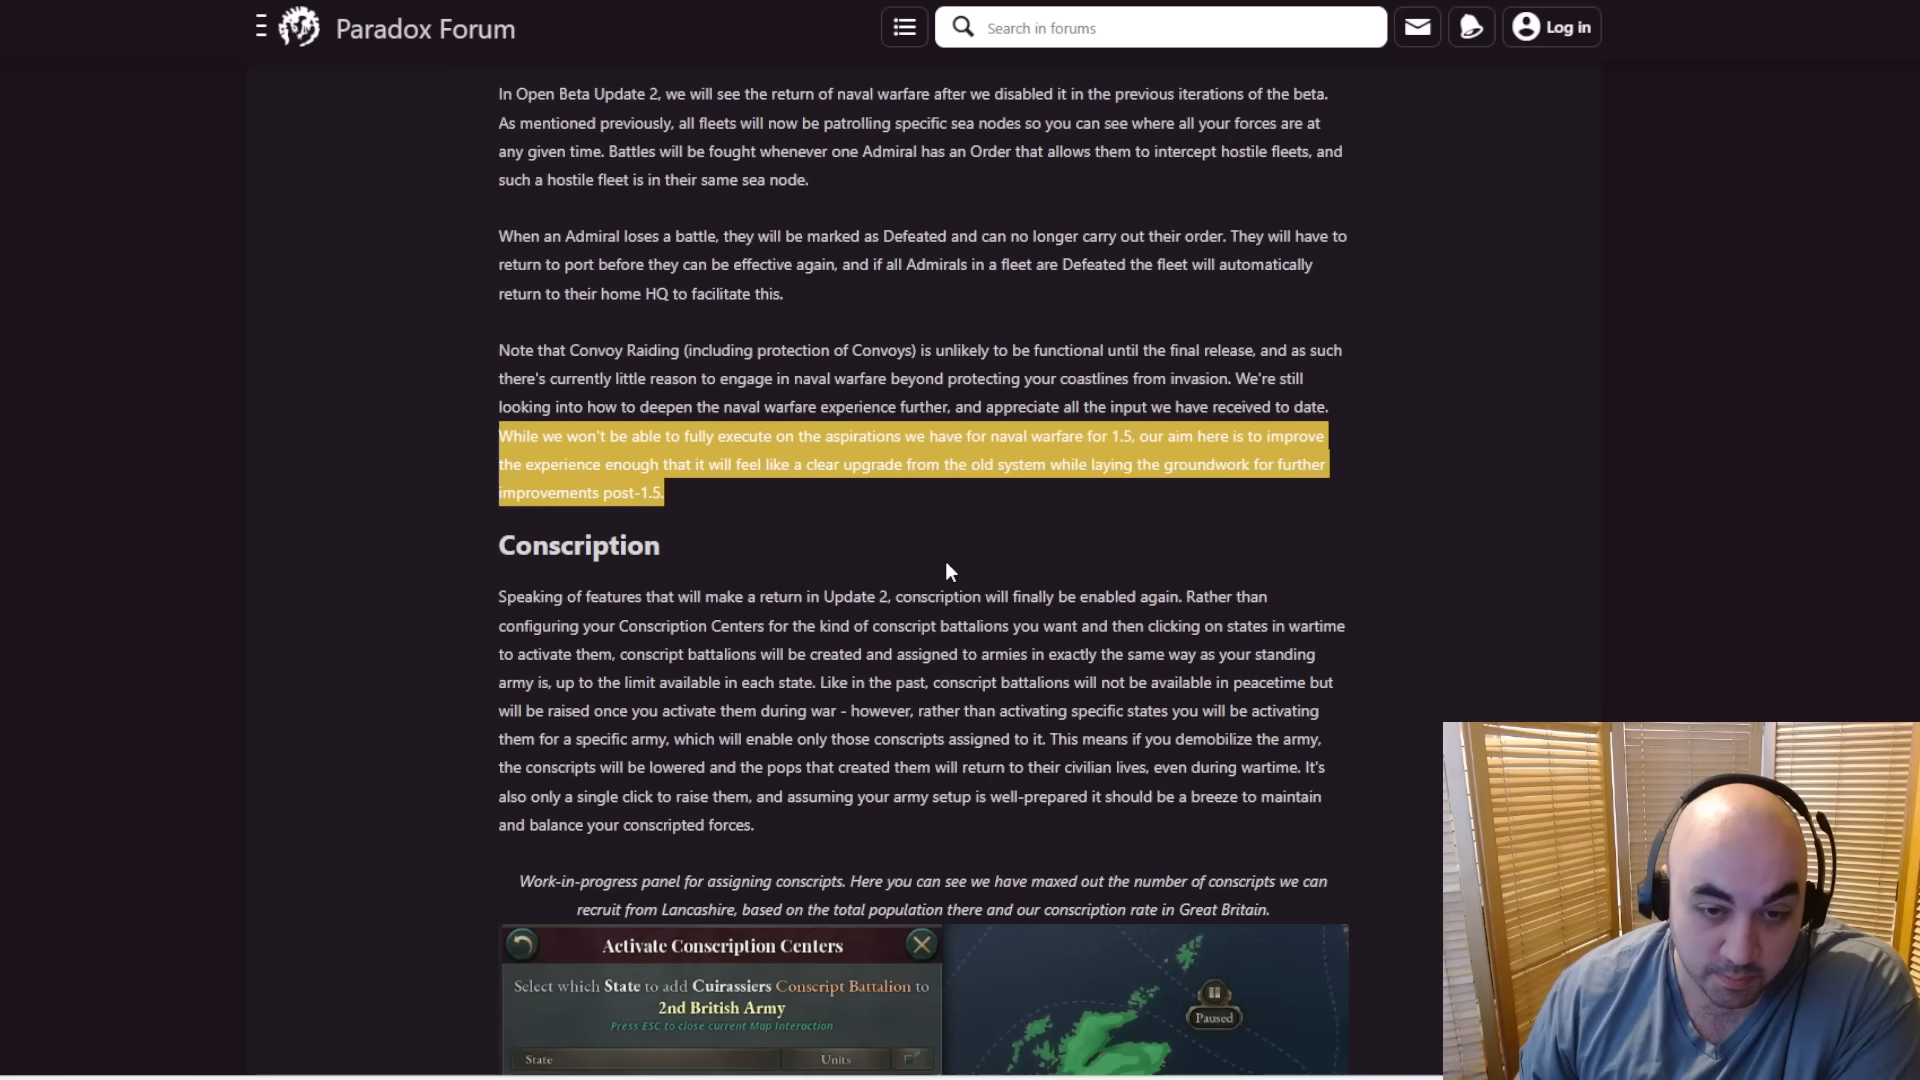 Paradox Forum
Search in forums
Log in
In Open Beta Update 2, we will see the return of naval warfare after we disabled it in the previous iterations of the beta.
As mentioned previously, all fleets will now be patrolling specific sea nodes so you can see where all your forces are at
any given time. Battles will be fought whenever one Admiral has an Order that allows them to intercept hostile fleets, and
such a hostile fleet is in their same sea node.
When an Admiral loses a battle, they will be marked as Defeated and can no longer carry out their order. They will have to
return to port before they can be effective again, and if all Admirals in a fleet are Defeated the fleet will automatically
return to their home HQ to facilitate this.
Note that Convoy Raiding (including protection of Convoys) is unlikely to be functional until the final release, and as such
there's currently little reason to engage in naval warfare beyond protecting your coastlines from invasion. We're still
looking into how to deepen the naval warfare experience further, and appreciate all the input we have received to date.
While we won't be able to fully execute on the aspirations we have for naval warfare for 1.5, our aim here is to improve
the experience enough that it will feel like a clear upgrade from the old system while laying the groundwork for further
improvements post-1.5.
Conscription
Speaking of features that will make a return in Update 2, conscription will finally be enabled again. Rather than
configuring your Conscription Centers for the kind of conscript battalions you want and then clicking on states in wartime
to activate them, conscript battalions will be created and assigned to armies in exactly the same way as your standing
army is, up to the limit available in each state. Like in the past, conscript battalions will not be available in peacetime but
will be raised once you activate them during war - however, rather than activating specific states you will be activating
them for a specific army, which will enable only those conscripts assigned to it. This means if you demobilize the army,
the conscripts will be lowered and the pops that created them will return to their civilian lives, even during wartime. It's
also only a single click to raise them, and assuming your army setup is well-prepared it should be a breeze to maintain
and balance your conscripted forces.
Work-in-progress panel for assigning conscripts. Here you can see we have maxed out the number of conscripts we can
recruit from Lancashire, based on the total population there and our conscription rate in Great Britain.
Activate Conscription Centers
Select which State to add Cuirassiers Conscript Battalion to
2nd British Army
Press ESC to close current Map Interaction
State
Units
Paused